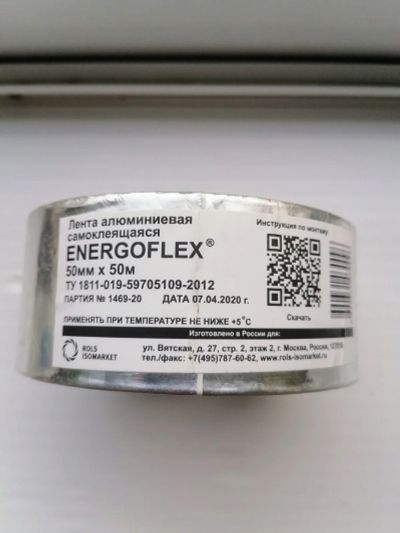 Лента алюминиевая
самоклеящаяся
ENERGOFLEX®
50мм х 50м
ТУ 1811-019-59705109-2012
ПАРТИЯ № 1469-20 ДАТА 07.04.2020 г.
Инструкция по монтажу
Скачать
ПРИМЕНЯТЬ ПРИ ТЕМПЕРАТУРЕ НЕ НИЖЕ +5°С
Изготовлено в России для:
ROLS
ISOMARKET
ул. Вятская, д. 27, стр. 2, этаж 2, г. Москва, Россия,
тел./факс: +7(495)787-60-62, www.rols-isomarket.ru